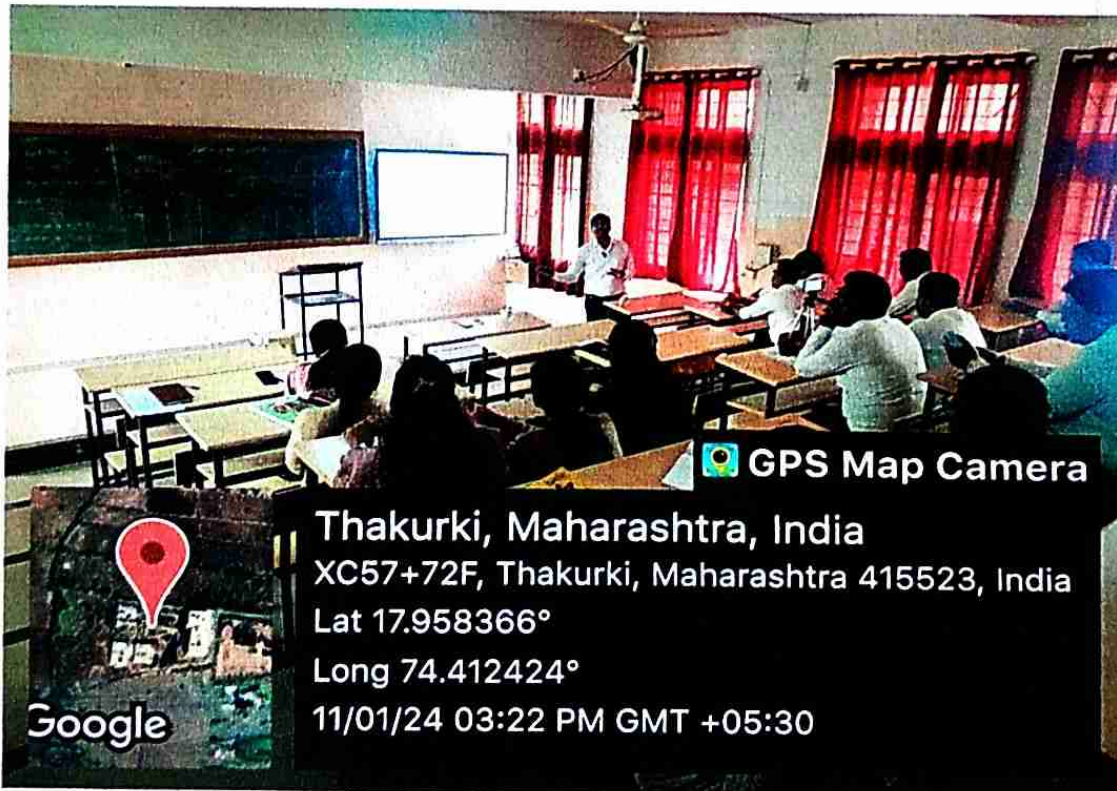 GPS Map Camera
Thakurki, Maharashtra, India
XC57+72F, Thakurki, Maharashtra 415523, India
Lat 17.958366°
Long 74.412424°
11/01/24 03:22 PM GMT +05:30
Google